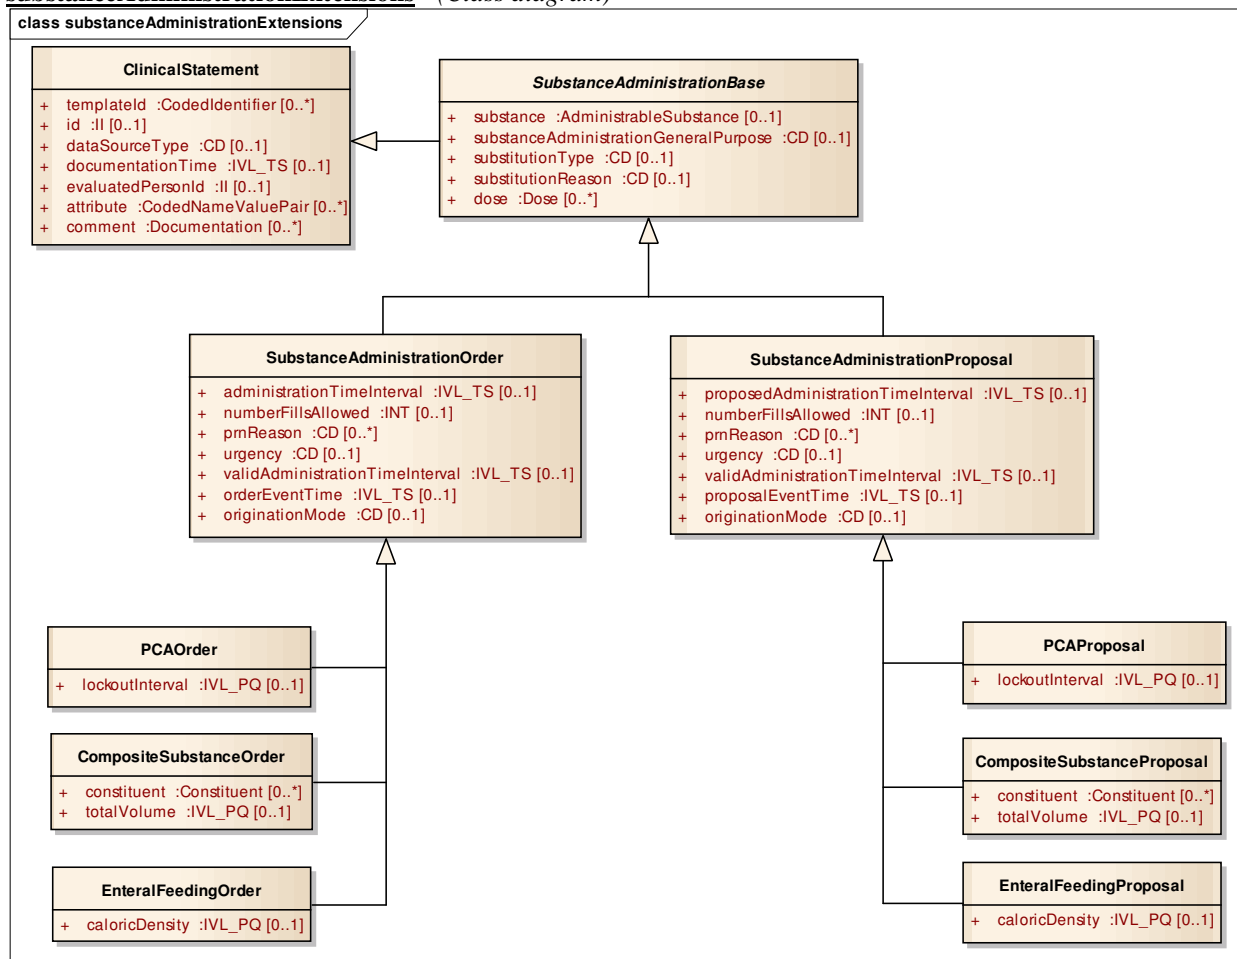 substanceAdministrationExtensions - (Class diagram)
class substanceAdministrationExtensions
ClinicalStatement
+ templateId :CodedIdentifier [0..*]
+ id :II [0..1]
+ dataSourceType :CD [0..1]
+ documentationTime :IVL_TS [0..1]
+ evaluatedPersonId :II [0..1]
+ attribute :CodedNameValuePair [0..*]
+ comment :Documentation [0..*]
SubstanceAdministrationBase
+ substance :AdministrableSubstance [0..1]
+ substanceAdministrationGeneralPurpose :CD [0..1]
+ substitutionType :CD [0..1]
+ substitutionReason :CD [0..1]
+ dose :Dose [0..*]
SubstanceAdministrationOrder
+ administrationTimeInterval :IVL_TS [0..1]
+ numberFillsAllowed :INT [0..1]
+ prnReason :CD [0..*]
+ urgency :CD [0..1]
+ validAdministrationTimeInterval :IVL_TS [0..1]
+ orderEventTime :IVL_TS [0..1]
+ originationMode :CD [0..1]
SubstanceAdministrationProposal
+ proposedAdministrationTimeInterval :IVL_TS [0..1]
+ numberFillsAllowed :INT [0..1]
+ prnReason :CD [0..*]
+ urgency :CD [0..1]
+ validAdministrationTimeInterval :IVL_TS [0..1]
+ proposalEventTime :IVL_TS [0..1]
+ originationMode :CD [0..1]
PCAOrder
+ lockoutInterval :IVL_PQ [0..1]
PCAProposal
+ lockoutInterval :IVL_PQ [0..1]
CompositeSubstanceOrder
+ constituent :Constituent [0..*]
+ totalVolume :IVL_PQ [0..1]
CompositeSubstanceProposal
+ constituent :Constituent [0..*]
+ totalVolume :IVL_PQ [0..1]
EnteralFeedingOrder
+ caloricDensity :IVL_PQ [0..1]
EnteralFeedingProposal
+ caloricDensity :IVL_PQ [0..1]